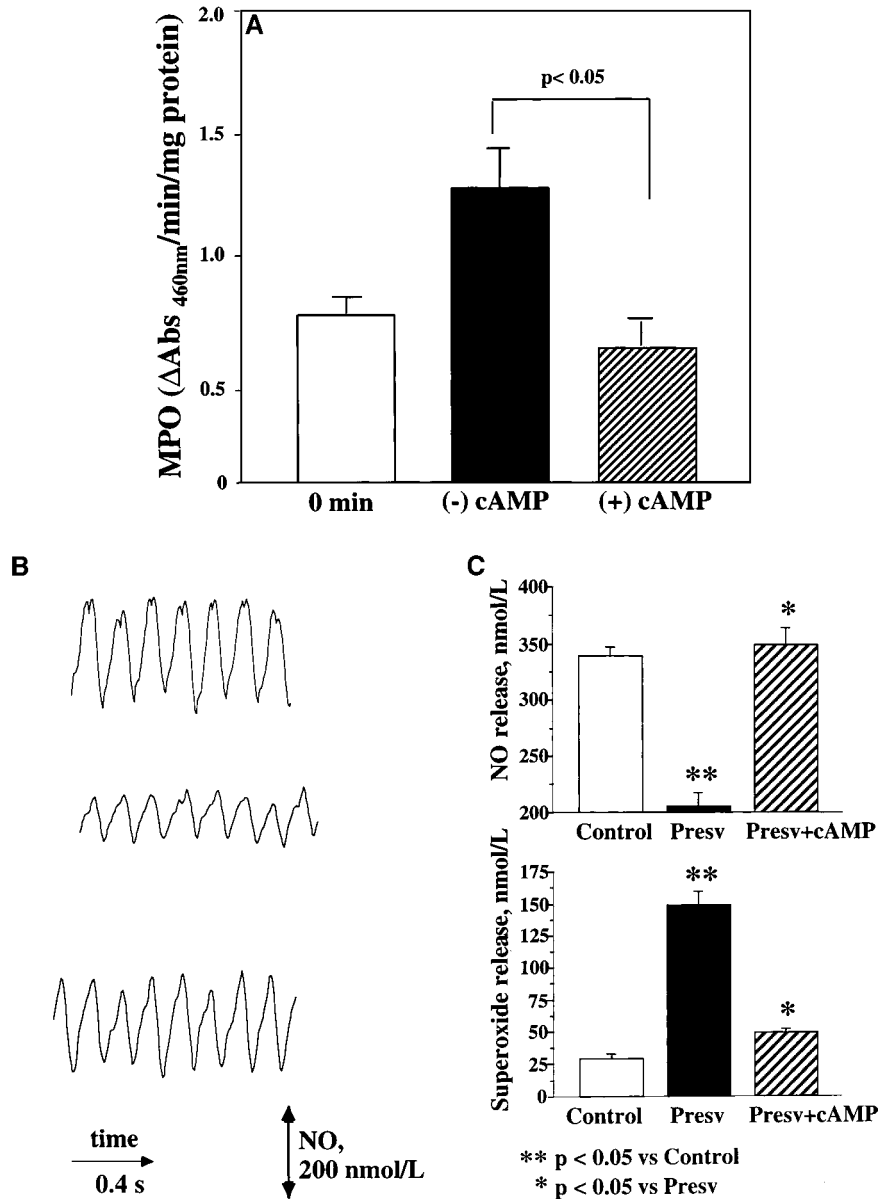 A
MPO (ΔAbs 460nm/min/mg protein)
2.0
1.5
1.0
0.5
0
p< 0.05
0 min
(-) cAMP
(+) cAMP
B
time
0.4 s
NO,
200 nmol/L
C
NO release, nmol/L
400
350
300
250
200
**
*
Control
Presv
Presv+cAMP
Superoxide release, nmol/L
175
150
125
100
75
50
25
0
**
*
Control
Presv
Presv+cAMP
** p < 0.05 vs Control
* p < 0.05 vs Presv